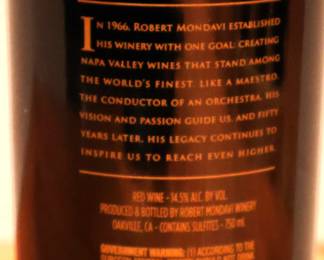 IN 1966, ROBERT MONDAVI ESTABLISHED
HIS WINERY WITH ONE GOAL: CREATING
NAPA VALLEY WINES THAT STAND AMONG
THE WORLD'S FINEST. LIKE A MAESTRO,
THE CONDUCTOR OF AN ORCHESTRA, HIS
VISION AND PASSION GUIDE US, AND FIFTY
YEARS LATER, HIS LEGACY CONTINUES TO
INSPIRE US TO REACH EVEN HIGHER.
RED WINE - 14.5% ALC. BY VOL.
PRODUCED & BOTTLED BY ROBERT MONDAVI WINERY
OAKVILLE, CA - CONTAINS SULFITES - 750 ml
GOVERNMENT WARNING: (1) ACCORDING TO THE